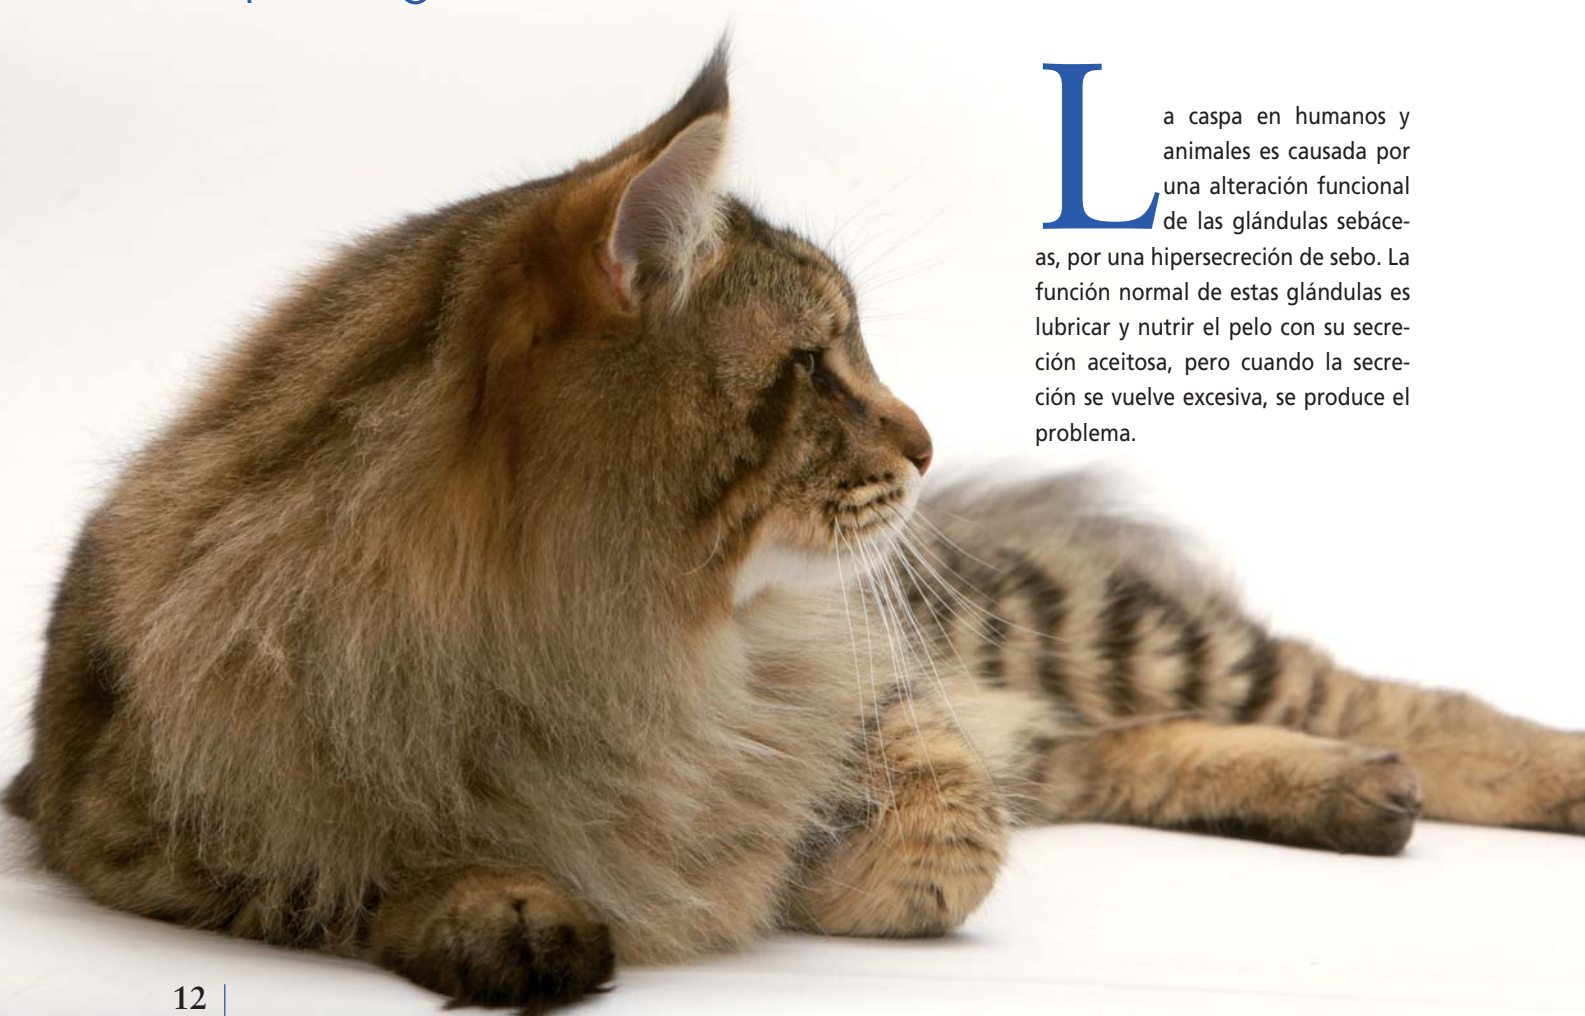 La caspa en humanos y
animales es causada por
una alteración funcional
de las glándulas sebáce-
as, por una hipersecreción de sebo. La
función normal de estas glándulas es
lubricar y nutrir el pelo con su secre-
ción aceitosa, pero cuando la secre-
ción se vuelve excesiva, se produce el
problema.
12